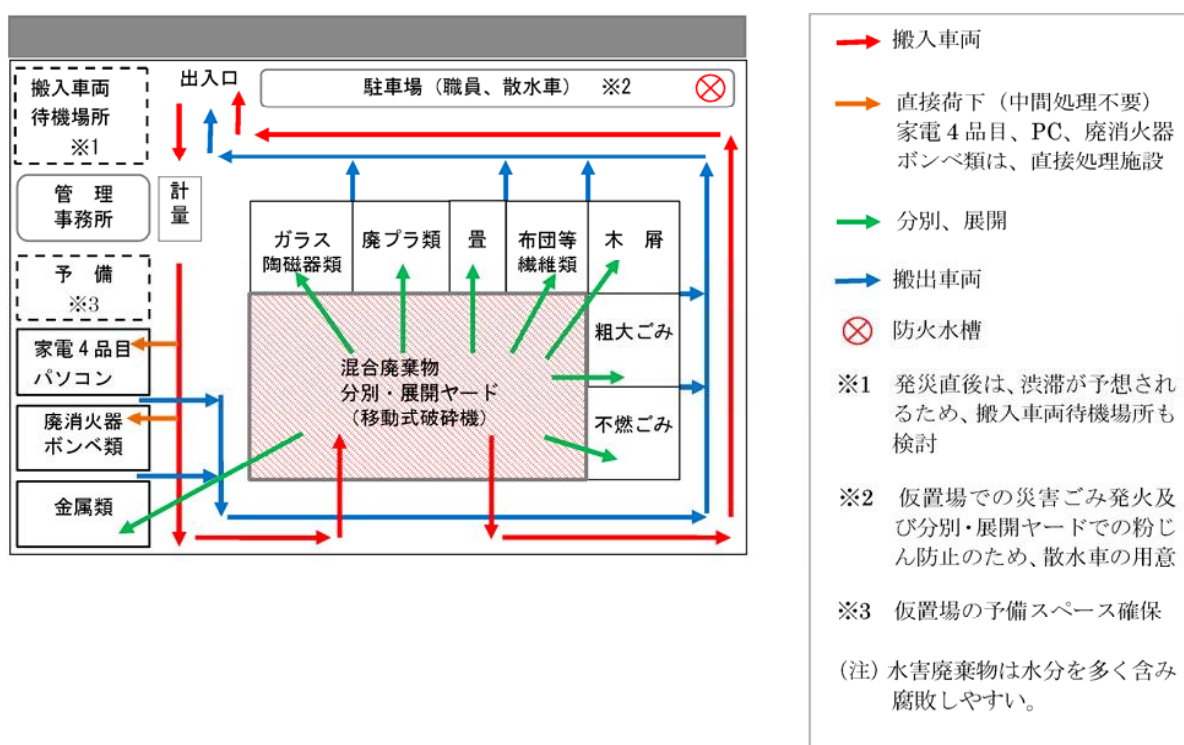 搬入車両
待機場所
※1
出入口
駐車場（職員、散水車）　※2
管　理
事務所
計
量
予　備
※3
家電４品目
パソコン
廃消火器
ボンベ類
金属類
ガラス
陶磁器類
廃プラ類
畳
布団等
繊維類
木　屑
粗大ごみ
不燃ごみ
混合廃棄物
分別・展開ヤード
（移動式破砕機）
搬入車両
直接荷下（中間処理不要）
家電 4 品目、PC、廃消火器
ボンベ類は、直接処理施設
分別、展開
搬出車両
防火水槽
※1　発災直後は、渋滞が予想され
るため、搬入車両待機場所も
検討
※2　仮置場での災害ごみ発火及
び分別・展開ヤードでの粉じ
ん防止のため、散水車の用意
※3　仮置場の予備スペース確保
（注）水害廃棄物は水分を多く含み
腐敗しやすい。